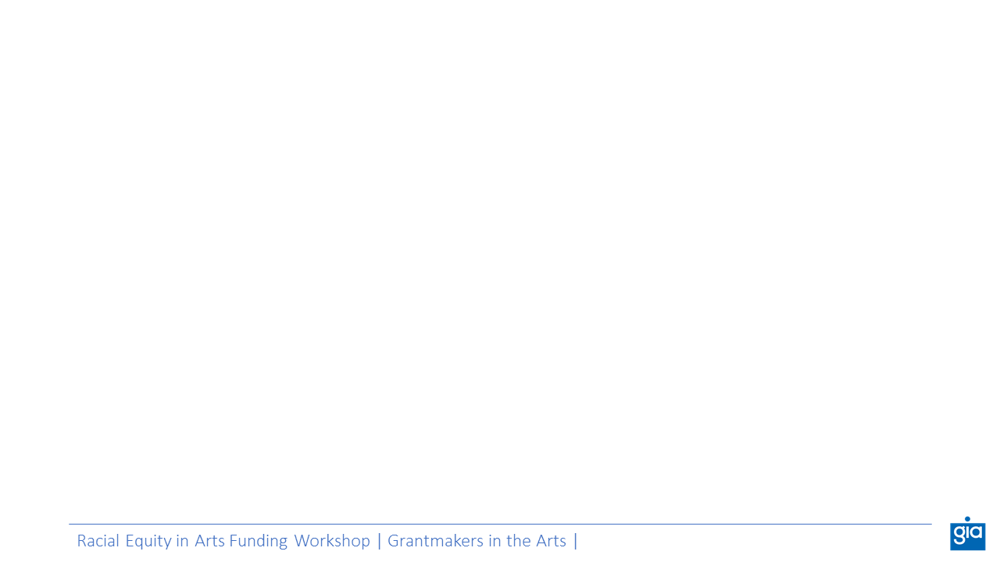 Racial Equity in Arts Funding Workshop | Grantmakers in the Arts |
gia